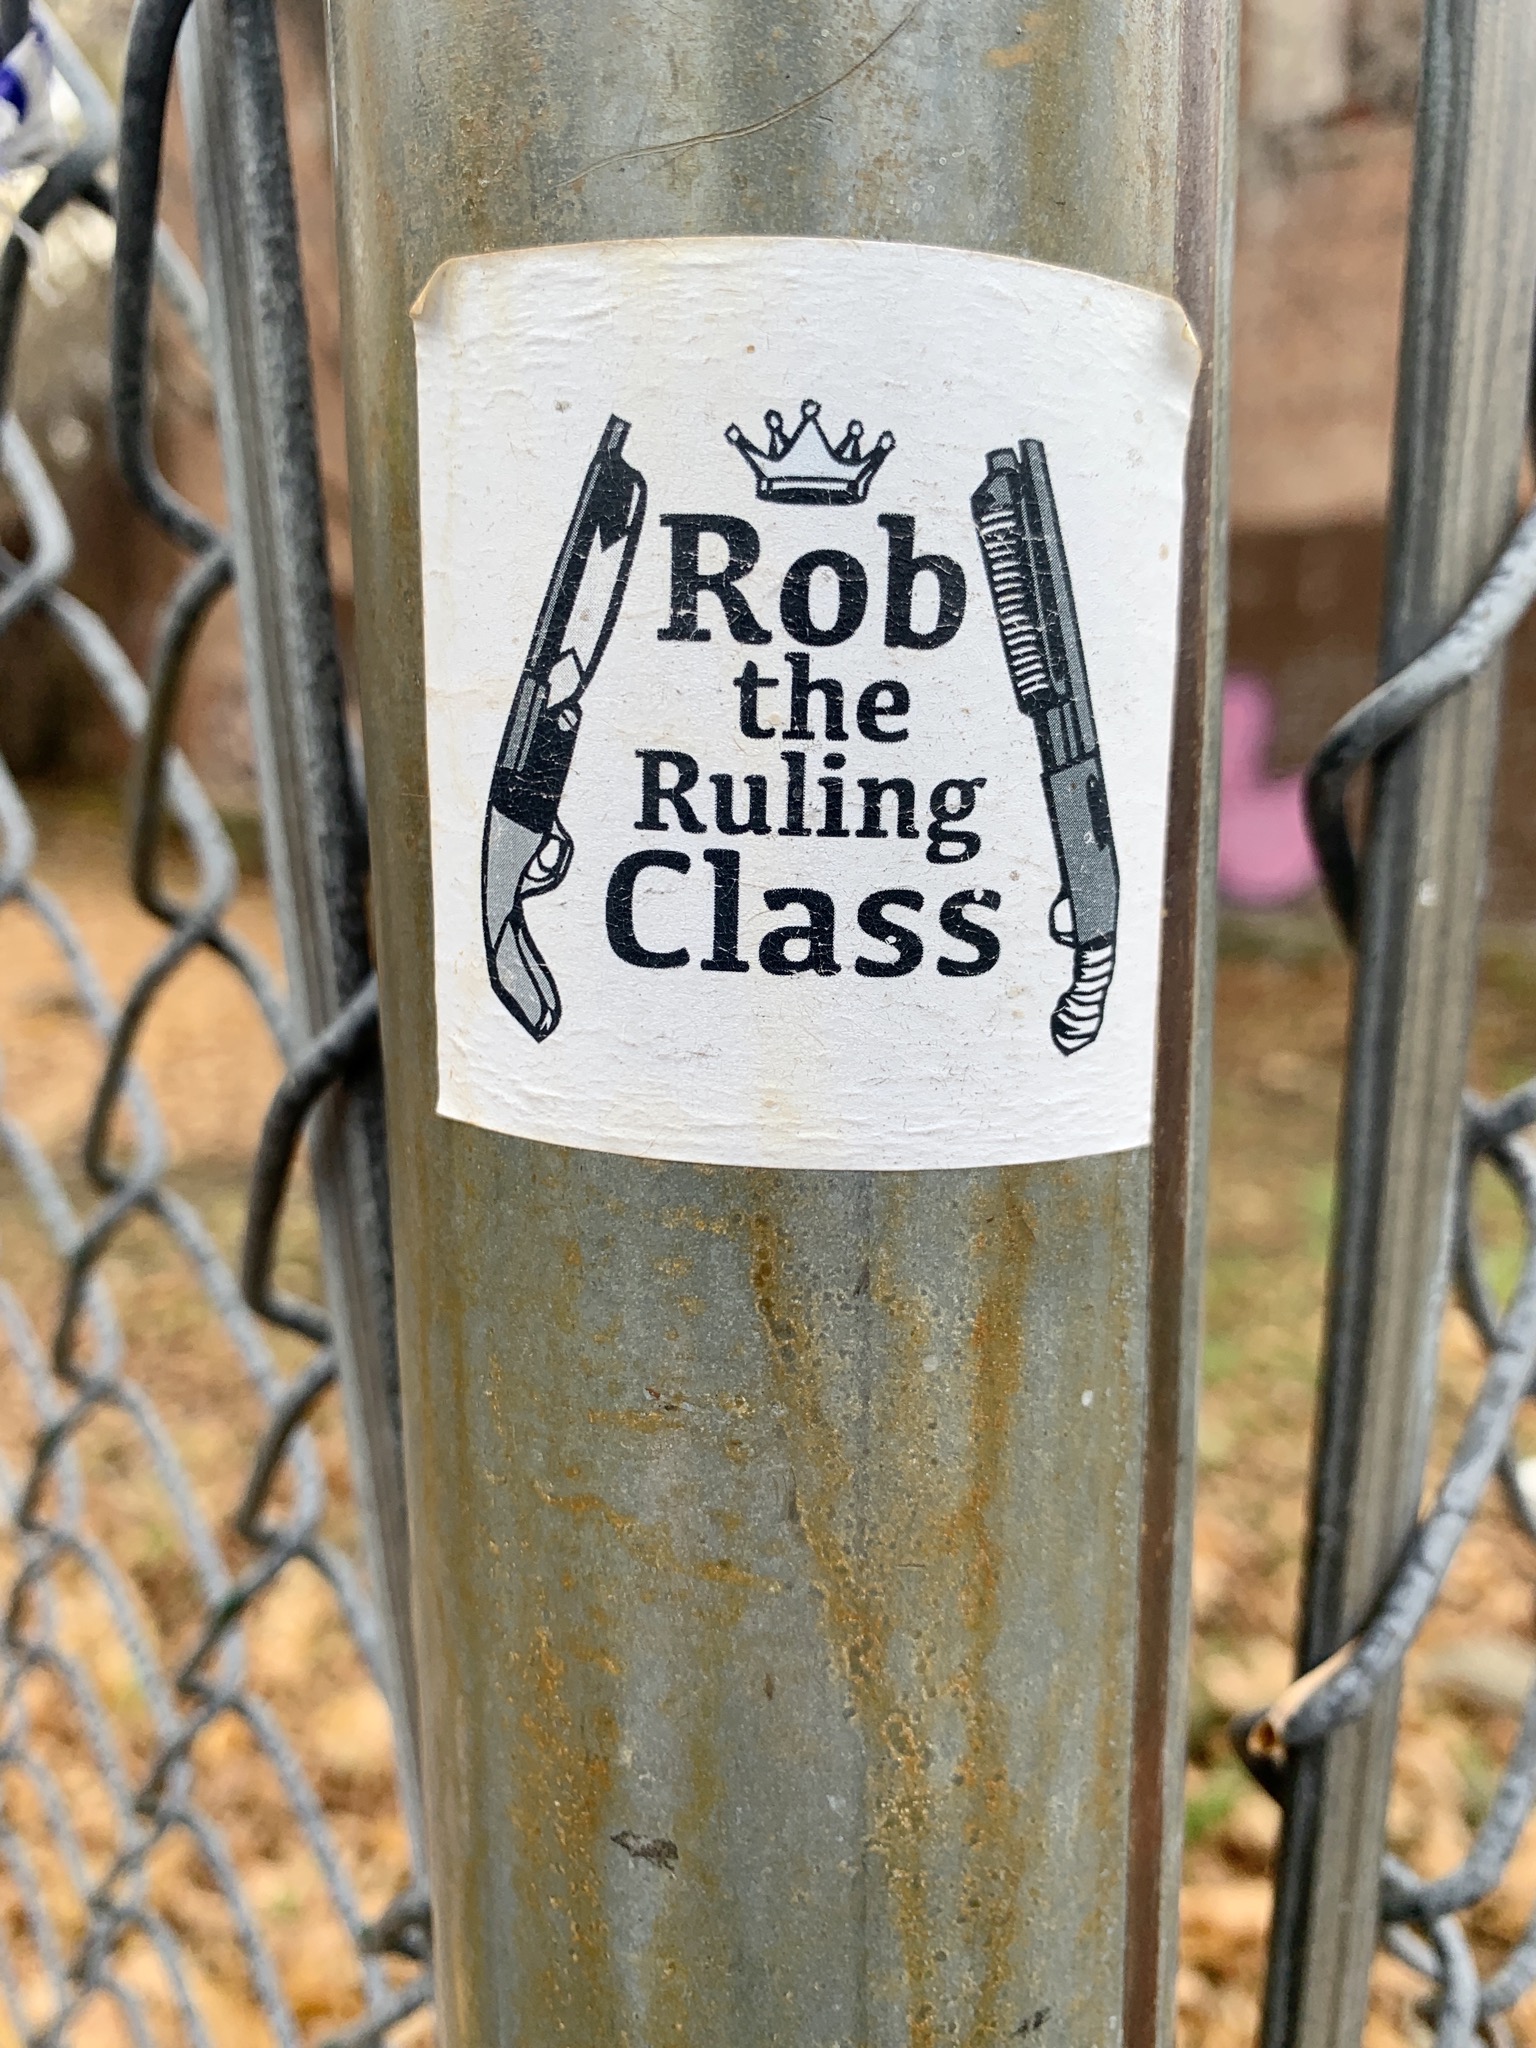 Rob
the
Ruling
Class